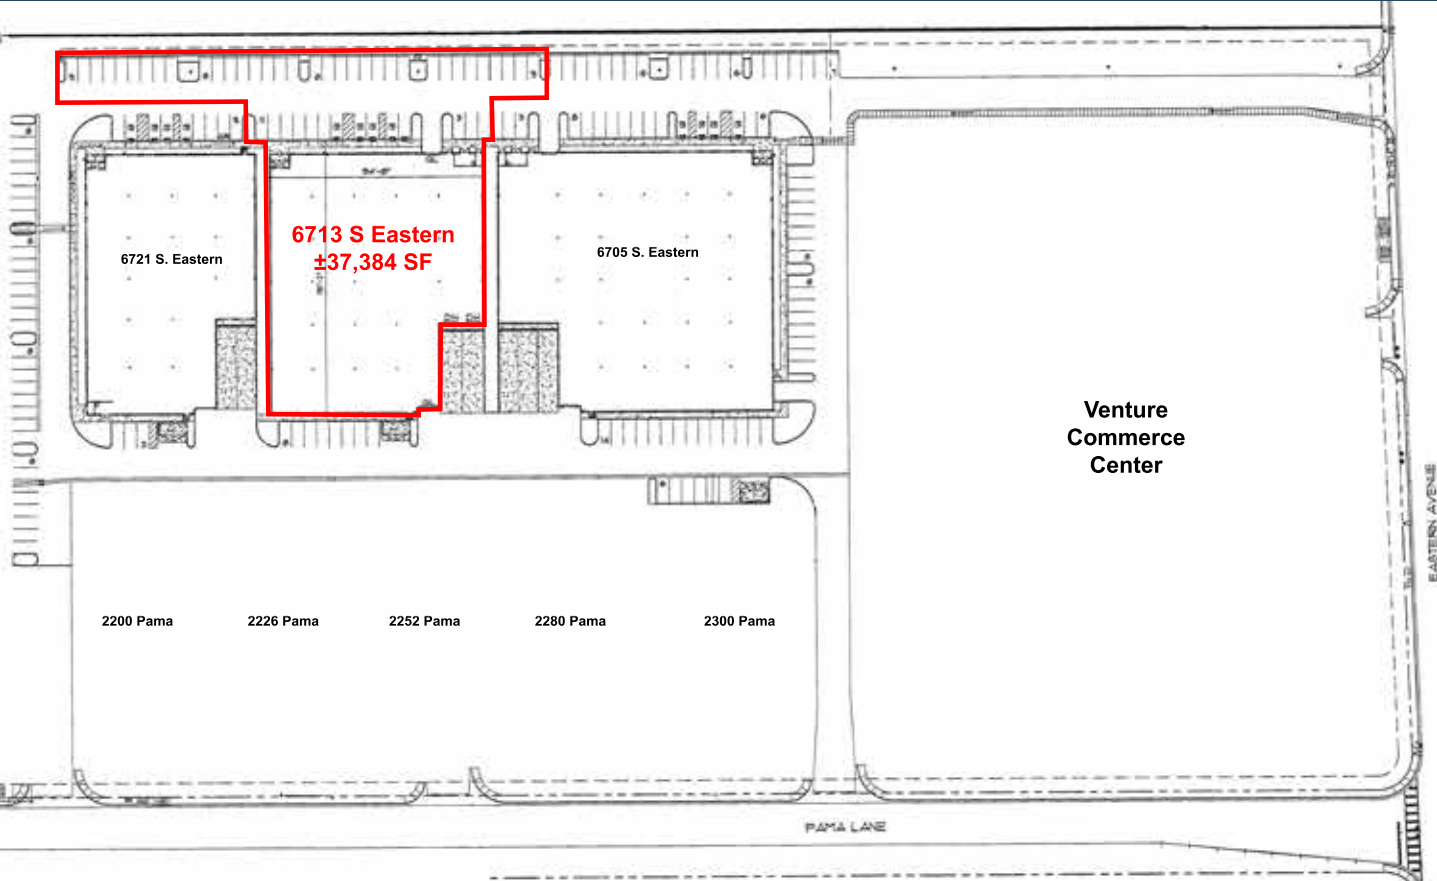 6713 S Eastern
±37,384 SF
6721 S. Eastern
6705 S. Eastern
Venture
Commerce
Center
EASTERN AVENUE
2200 Pama
2226 Pama
2252 Pama
2280 Pama
2300 Pama
PAMA LANE